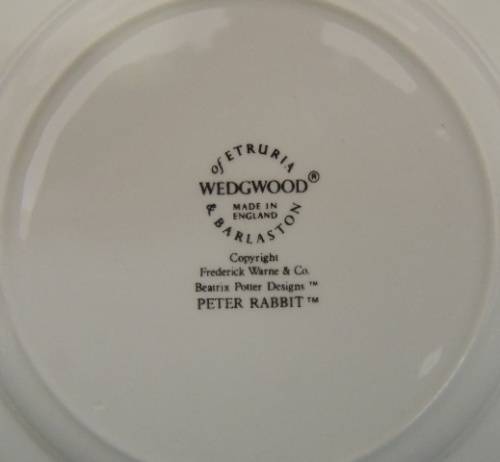 of ETRURIA
WEDGWOOD®
MADE IN
ENGLAND
& BARLASTON
Copyright
Frederick Warne & Co.
Beatrix Potter Designs ™
PETER RABBIT ™